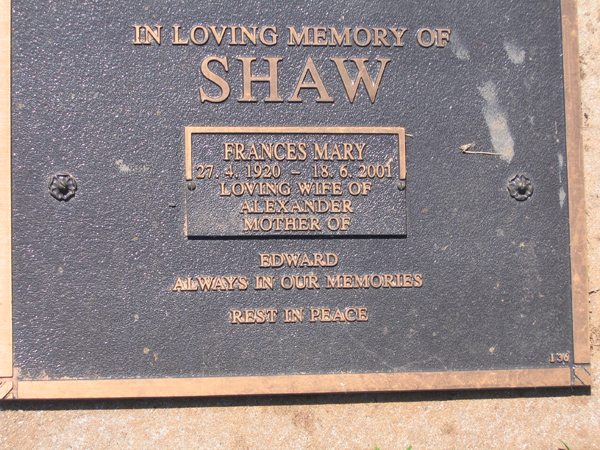 IN LOVING MEMORY OF
SHAW
FRANCES MARY
27. 4. 1920 - 18. 6. 2001
LOVING WIFE OF
ALEXANDER
MOTHER OF
EDWARD
ALWAYS IN OUR MEMORIES
REST IN PEACE
136